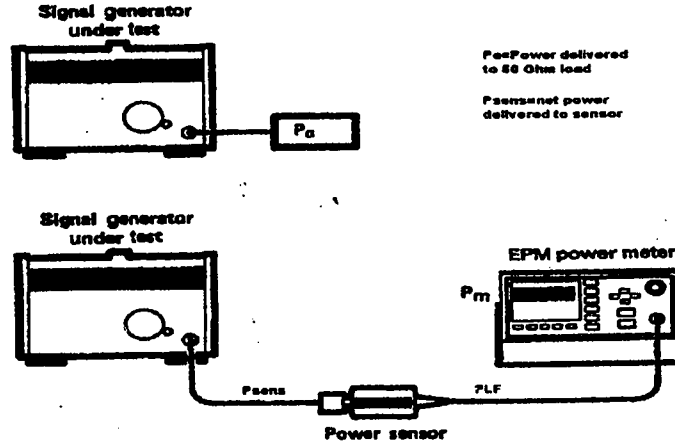 Signal generator
under test
Pa=Power delivered
to 50 Ohm load
Psens=net power
delivered to sensor
Pa
Signal generator
under test
EPM power meter
Pm
Psens
PLF
Power sensor